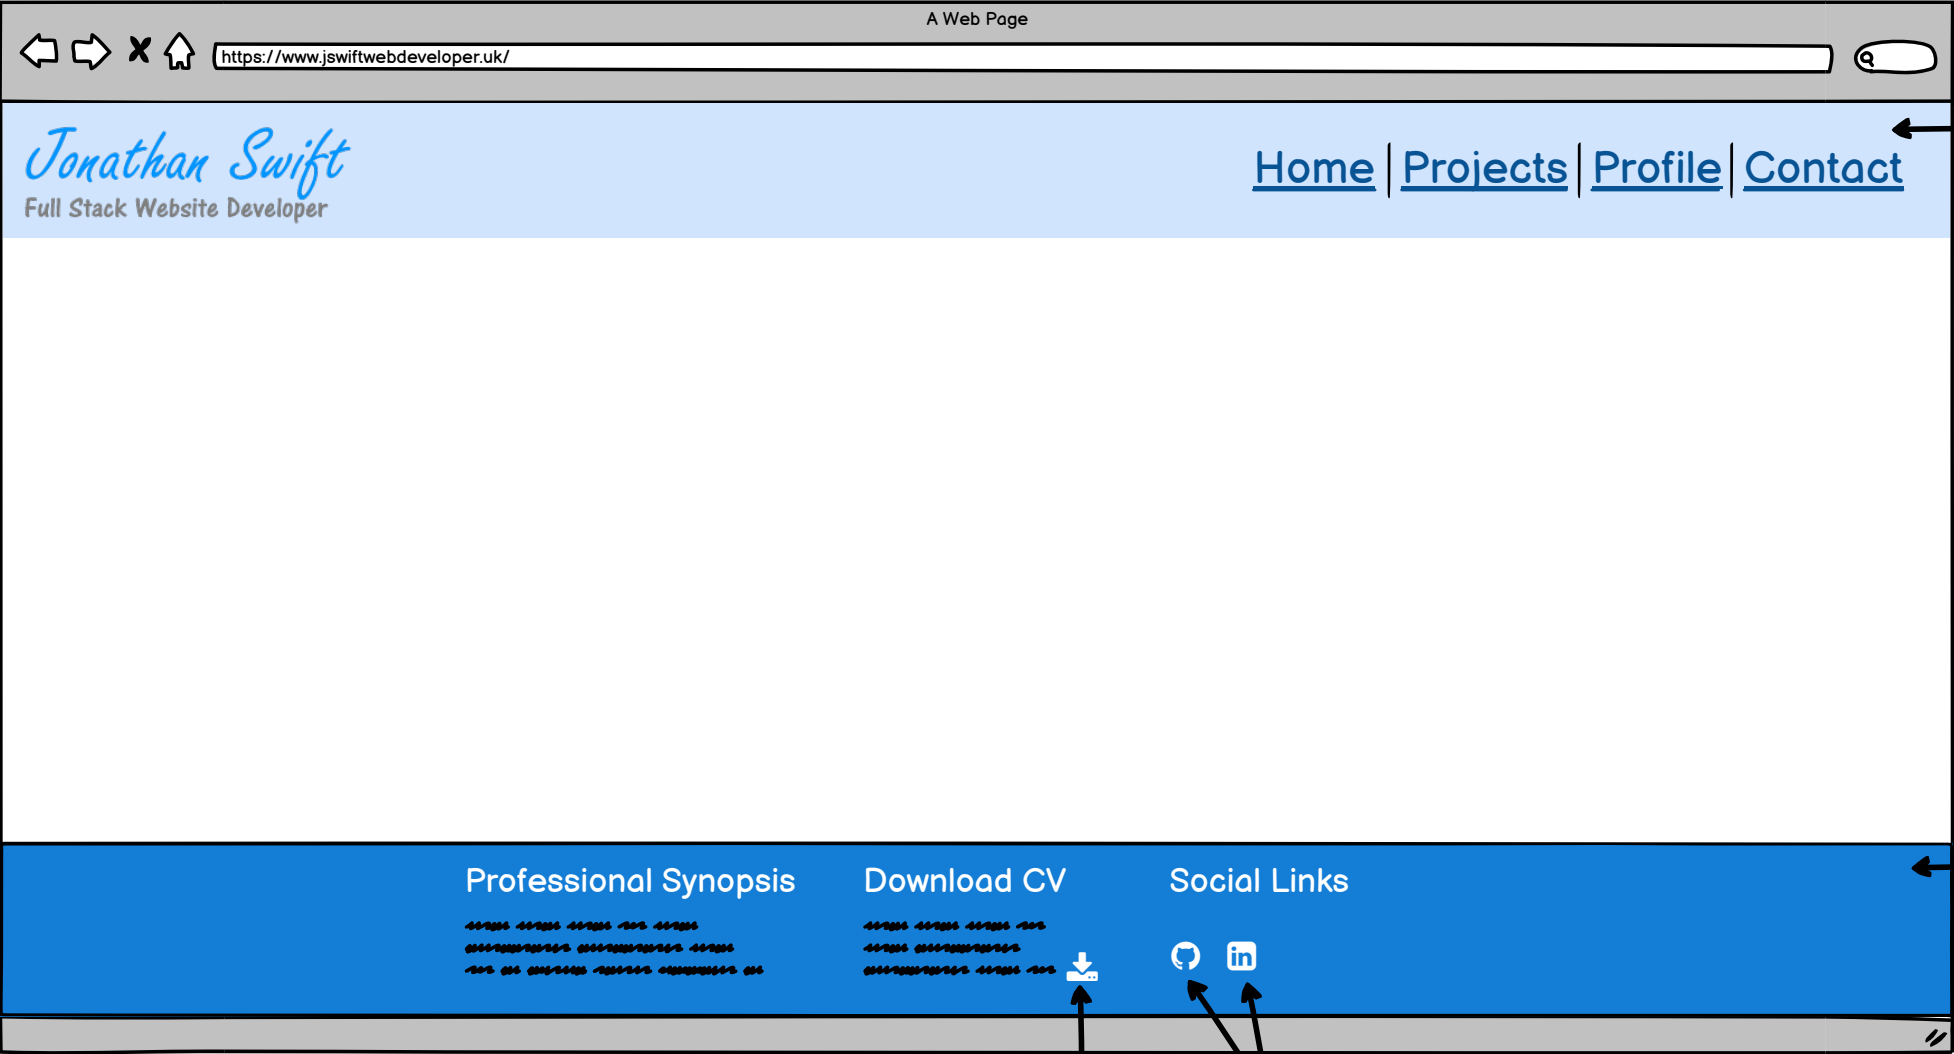 A Web Page
https://www.jswiftwebdeveloper.uk/
Jonathan Swift
Full Stack Website Developer
Home | Projects | Profile | Contact
Professional Synopsis
Download CV
Social Links
in